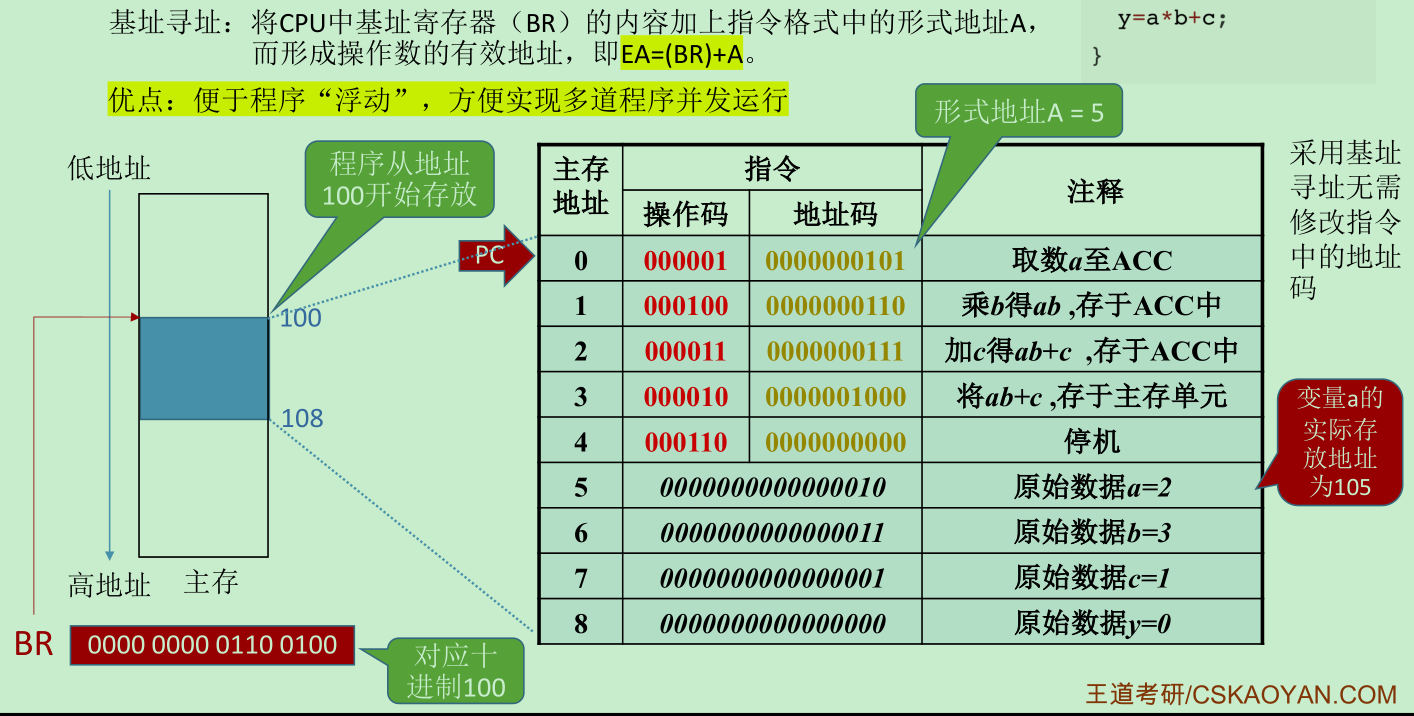 基址寻址：将CPU中基址寄存器（BR）的内容加上指令格式中的形式地址A，
而形成操作数的有效地址，即EA=(BR)+A。
优点：便于程序“浮动”，方便实现多道程序并发运行
y=a*b+c;
}
形式地址A = 5
低地址
程序从地址
100开始存放
100
108
高地址
主存
BR
0000 0000 0110 0100
对应十
进制100
PC
主存
地址
指令
注释
操作码
地址码
0 000001 0000000101 取数a至ACC
1 000100 0000000110 乘b得ab ,存于ACC中
2 000011 0000000111 加c得ab+c ,存于ACC中
3 000010 0000001000 将ab+c ,存于主存单元
4 000110 0000000000 停机
5 0000000000000010 原始数据a=2
6 0000000000000011 原始数据b=3
7 0000000000000001 原始数据c=1
8 0000000000000000 原始数据y=0
采用基址
寻址无需
修改指令
中的地址
码
变量a的
实际存
放地址
为105
王道考研/CSKAOYAN.COM